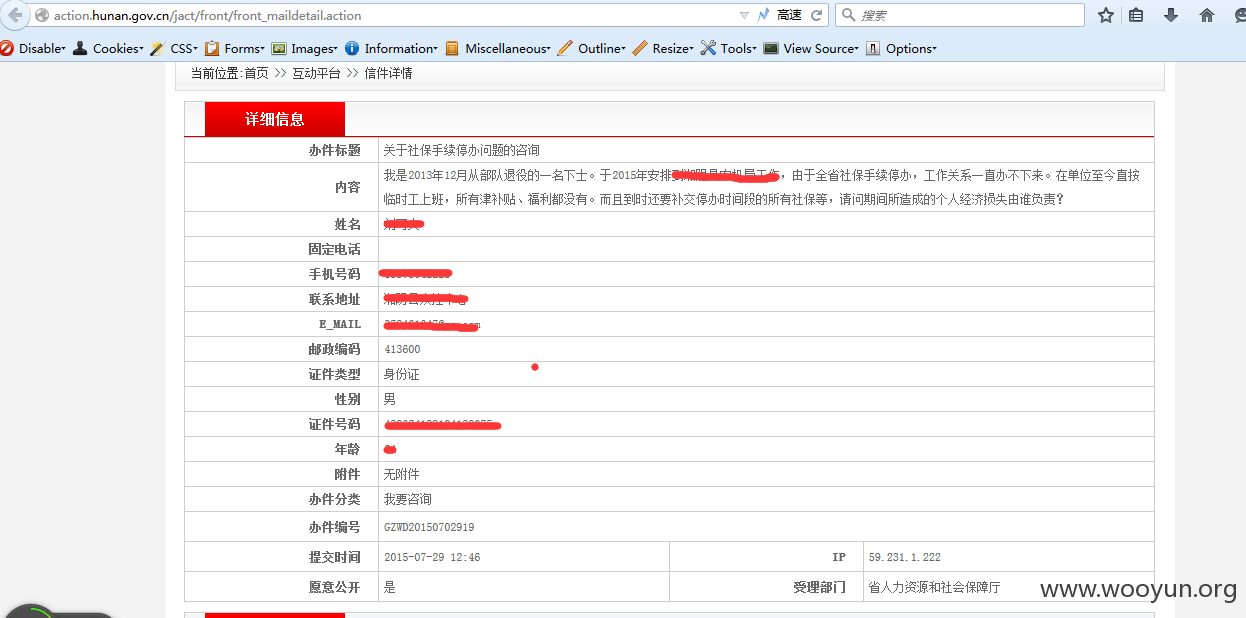 action.hunan.gov.cn/jact/front/front_maildetail.action 高速 搜索
Disable Cookies CSS Forms Images Information Miscellaneous Outline Resize Tools View Source Options
当前位置:首页 >> 互动平台 >> 信件详情
详细信息
办件标题 关于社保手续停办问题的咨询
内容 我是2013年12月从部队退役的一名下士。于2015年安排 ，由于全省社保手续停办，工作关系一直办不下来。在单位至今直按
临时工上班，所有津补贴、福利都没有。而且到时还要补交停办时间段的所有社保等，请问期间所造成的个人经济损失由谁负责？
姓名
固定电话
手机号码
联系地址
E_MAIL
邮政编码 413600
证件类型 身份证
性别 男
证件号码
年龄
附件 无附件
办件分类 我要咨询
办件编号 GZWD20150702919
提交时间 2015-07-29 12:46 IP 59.231.1.222
愿意公开 是 受理部门 省人力资源和社会保障厅
www.wooyun.org